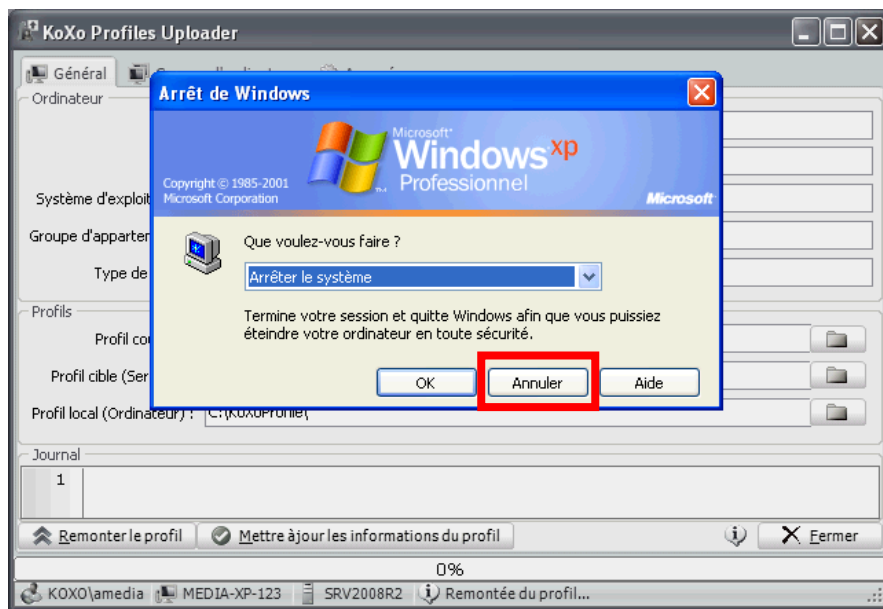 KoXo Profiles Uploader
Général
Ordinateur
Arrêt de Windows
Copyright © 1985-2001
Microsoft Corporation
Microsoft
Windows xp
Professionnel
Microsoft
Système d'exploit
Groupe d'apparter
Type de
Que voulez-vous faire ?
Arrêter le système
Termine votre session et quitte Windows afin que vous puissiez
éteindre votre ordinateur en toute sécurité.
OK Annuler Aide
Profils
Profil co
Profil cible (Ser
Profil local (Ordinateur) : C:\KoXoProfile\
Journal
1
Remonter le profil Mettre à jour les informations du profil Fermer
0%
KOXO\amedia MEDIA-XP-123 SRV2008R2 Remontée du profil...